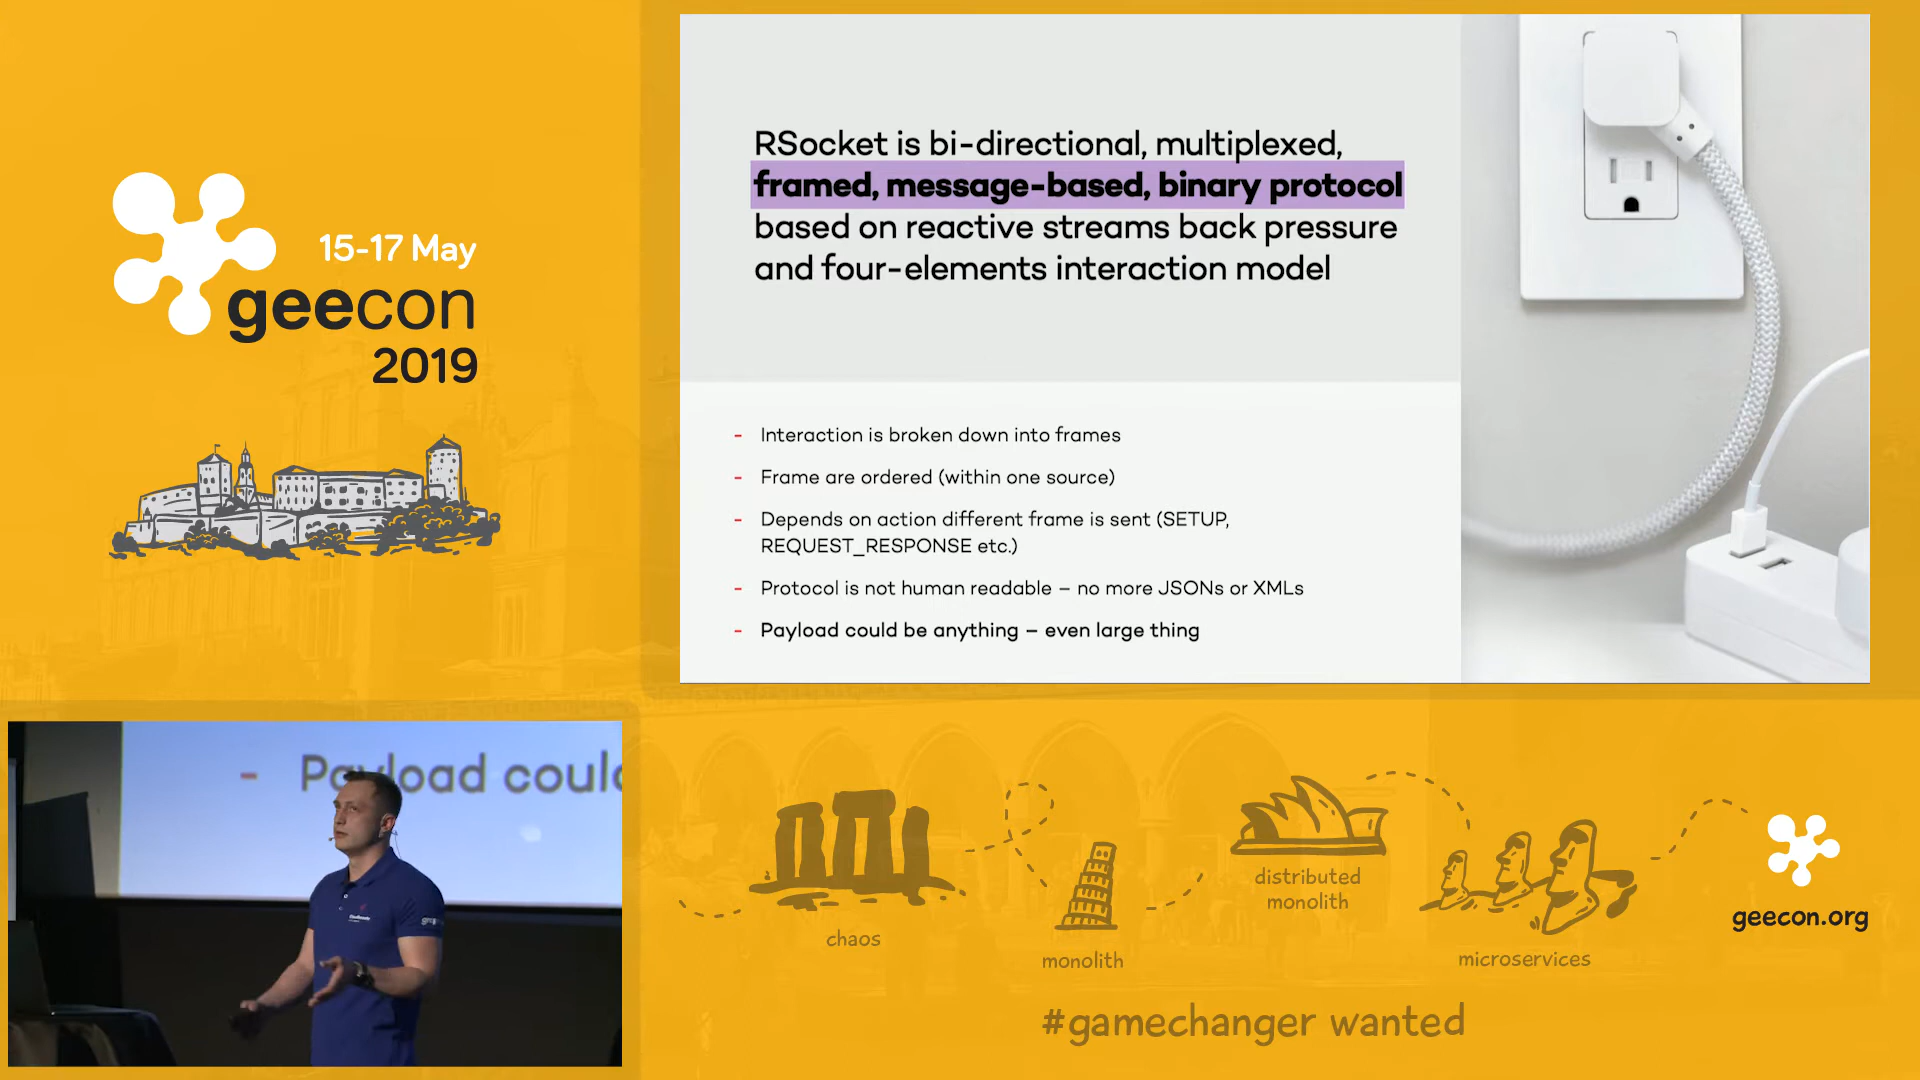 15-17 May
geecon
2019
RSocket is bi-directional, multiplexed,
framed, message-based, binary protocol
based on reactive streams back pressure
and four-elements interaction model
- Interaction is broken down into frames
- Frame are ordered (within one source)
- Depends on action different frame is sent (SETUP,
REQUEST_RESPONSE etc.)
- Protocol is not human readable – no more JSONs or XMLs
- Payload could be anything – even large thing
- Payload could
chaos
monolith
distributed
monolith
microservices
geecon.org
#gamechanger wanted